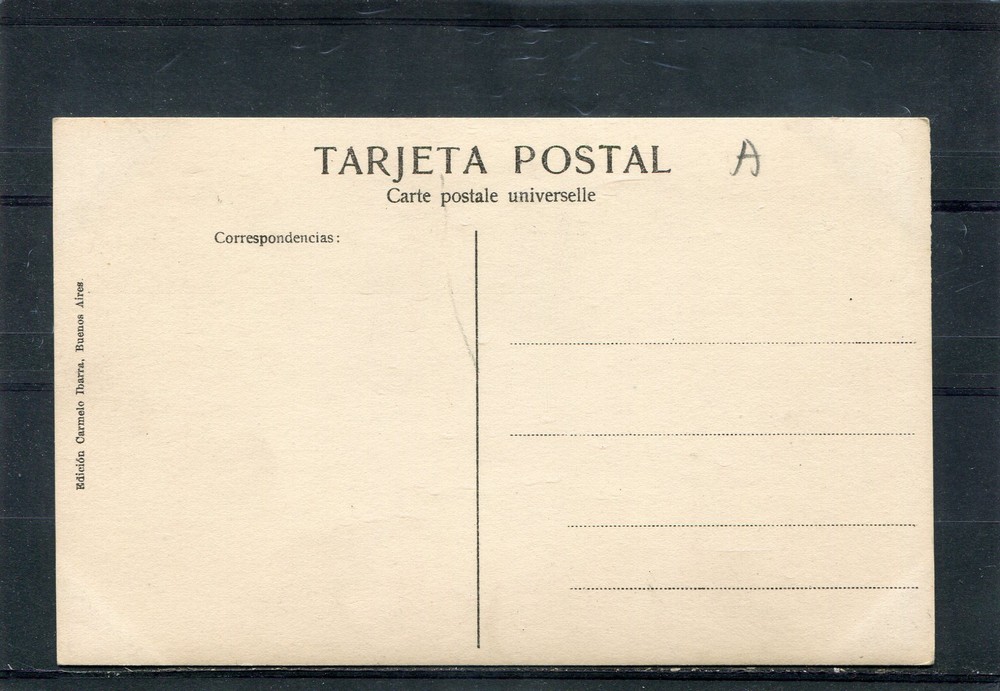 TARJETA POSTAL
A
Carte postale universelle
Correspondencias:
Edición Carmelo Ibarra, Buenos Aires.